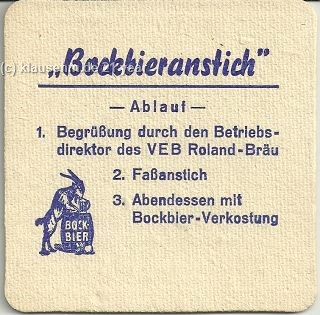 „Bockbieranstich"
— Ablauf —
1. Begrüßung durch den Betriebs-
direktor des VEB Roland-Bräu
2. Faßanstich
3. Abendessen mit
Bockbier-Verkostung
BOCK-
BIER